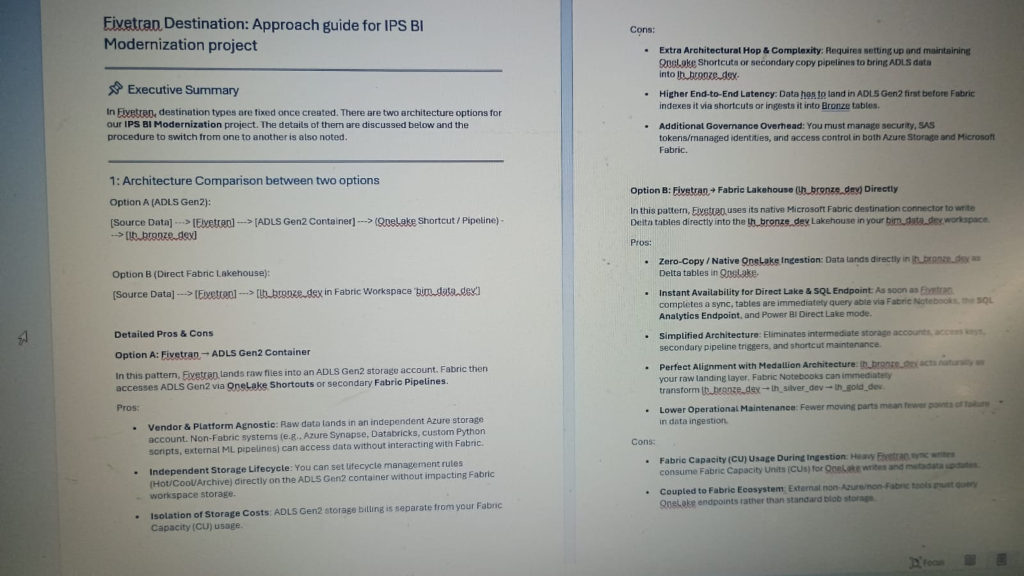 Fivetran Destination: Approach guide for IPS BI
Modernization project
Executive Summary
In Fivetran, destination types are fixed once created. There are two architecture options for
our IPS BI Modernization project. The details of them are discussed below and the
procedure to switch from one to another is also noted.
1: Architecture Comparison between two options
Option A (ADLS Gen2):
[Source Data] ---> [Fivetran] ---> [ADLS Gen2 Container] ---> (OneLake Shortcut / Pipeline) -
--> [lh_bronze_dev]
Option B (Direct Fabric Lakehouse):
[Source Data] ---> [Fivetran] ---> [lh_bronze_dev in Fabric Workspace 'bim_data_dev']
Detailed Pros & Cons
Option A: Fivetran → ADLS Gen2 Container
In this pattern, Fivetran lands raw files into an ADLS Gen2 storage account. Fabric then
accesses ADLS Gen2 via OneLake Shortcuts or secondary Fabric Pipelines.
Pros:
• Vendor & Platform Agnostic: Raw data lands in an independent Azure storage
account. Non-Fabric systems (e.g., Azure Synapse, Databricks, custom Python
scripts, external ML pipelines) can access data without interacting with Fabric.
• Independent Storage Lifecycle: You can set lifecycle management rules
(Hot/Cool/Archive) directly on the ADLS Gen2 container without impacting Fabric
workspace storage.
• Isolation of Storage Costs: ADLS Gen2 storage billing is separate from your Fabric
Capacity (CU) usage.
Cons:
• Extra Architectural Hop & Complexity: Requires setting up and maintaining
OneLake Shortcuts or secondary copy pipelines to bring ADLS data
into lh_bronze_dev.
• Higher End-to-End Latency: Data has to land in ADLS Gen2 first before Fabric
indexes it via shortcuts or ingests it into Bronze tables.
• Additional Governance Overhead: You must manage security, SAS
tokens/managed identities, and access control in both Azure Storage and Microsoft
Fabric.
Option B: Fivetran → Fabric Lakehouse (lh_bronze_dev) Directly
In this pattern, Fivetran uses its native Microsoft Fabric destination connector to write
Delta tables directly into the lh_bronze_dev Lakehouse in your bim_data_dev workspace.
Pros:
• Zero-Copy / Native OneLake Ingestion: Data lands directly in lh_bronze_dev as
Delta tables in OneLake.
• Instant Availability for Direct Lake & SQL Endpoint: As soon as Fivetran
completes a sync, tables are immediately query able via Fabric Notebooks, the SQL
Analytics Endpoint, and Power BI Direct Lake mode.
• Simplified Architecture: Eliminates intermediate storage accounts, access keys,
secondary pipeline triggers, and shortcut maintenance.
• Perfect Alignment with Medallion Architecture: lh_bronze_dev acts naturally as
your raw landing layer. Fabric Notebooks can immediately
transform lh_bronze_dev → lh_silver_dev → lh_gold_dev.
• Lower Operational Maintenance: Fewer moving parts mean fewer points of failure
in data ingestion.
Cons:
• Fabric Capacity (CU) Usage During Ingestion: Heavy Fivetran sync writes
consume Fabric Capacity Units (CUs) for OneLake writes and metadata updates.
• Coupled to Fabric Ecosystem: External non-Azure/non-Fabric tools must query
OneLake endpoints rather than standard blob storage.
Focus